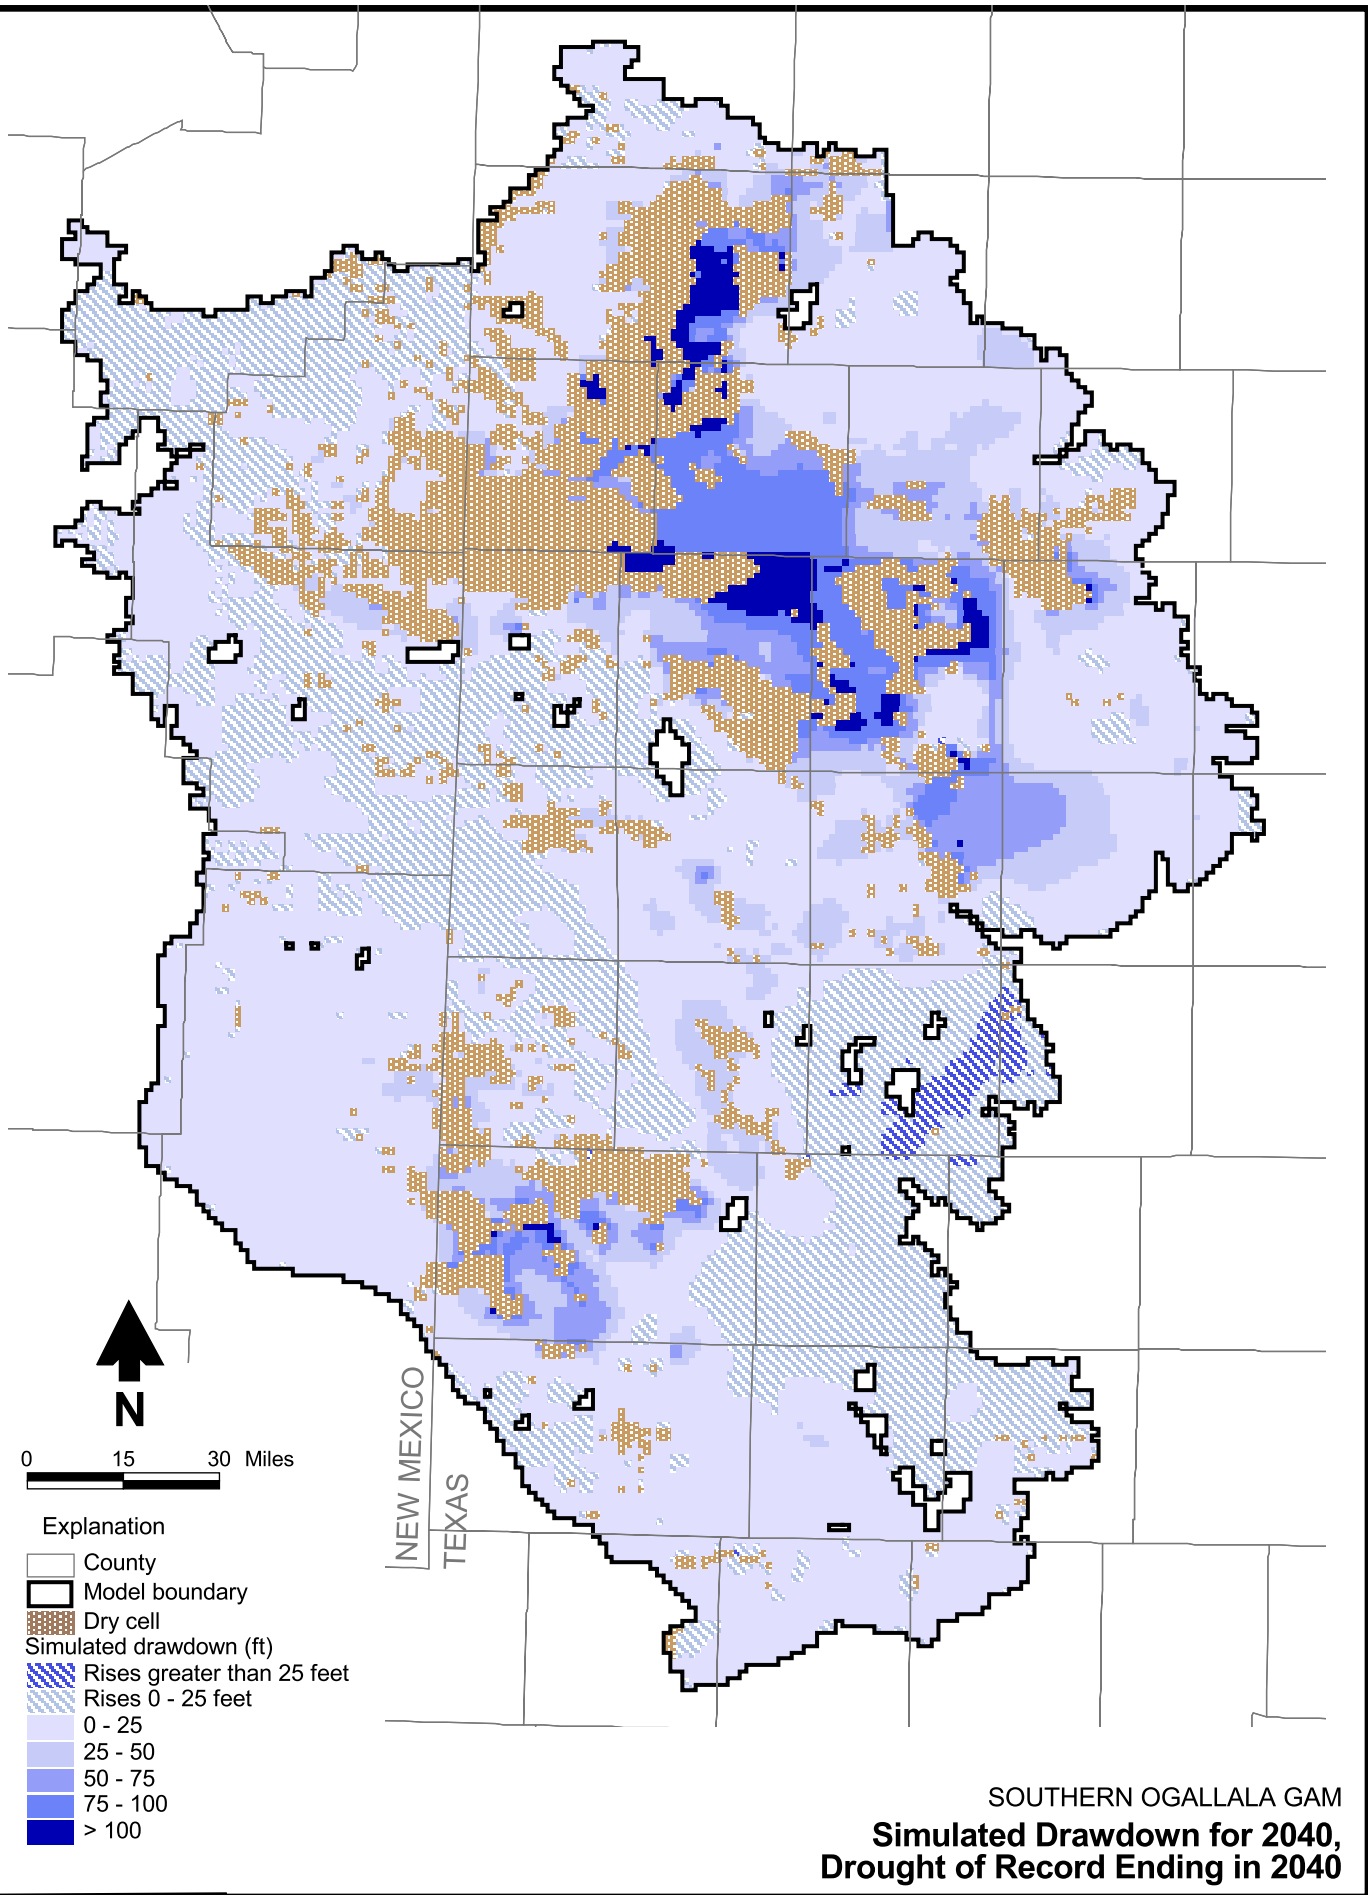 NEW MEXICO
TEXAS
N
0 15 30 Miles
Explanation
County
Model boundary
Dry cell
Simulated drawdown (ft)
Rises greater than 25 feet
Rises 0 - 25 feet
0 - 25
25 - 50
50 - 75
75 - 100
> 100
SOUTHERN OGALLALA GAM
Simulated Drawdown for 2040,
Drought of Record Ending in 2040